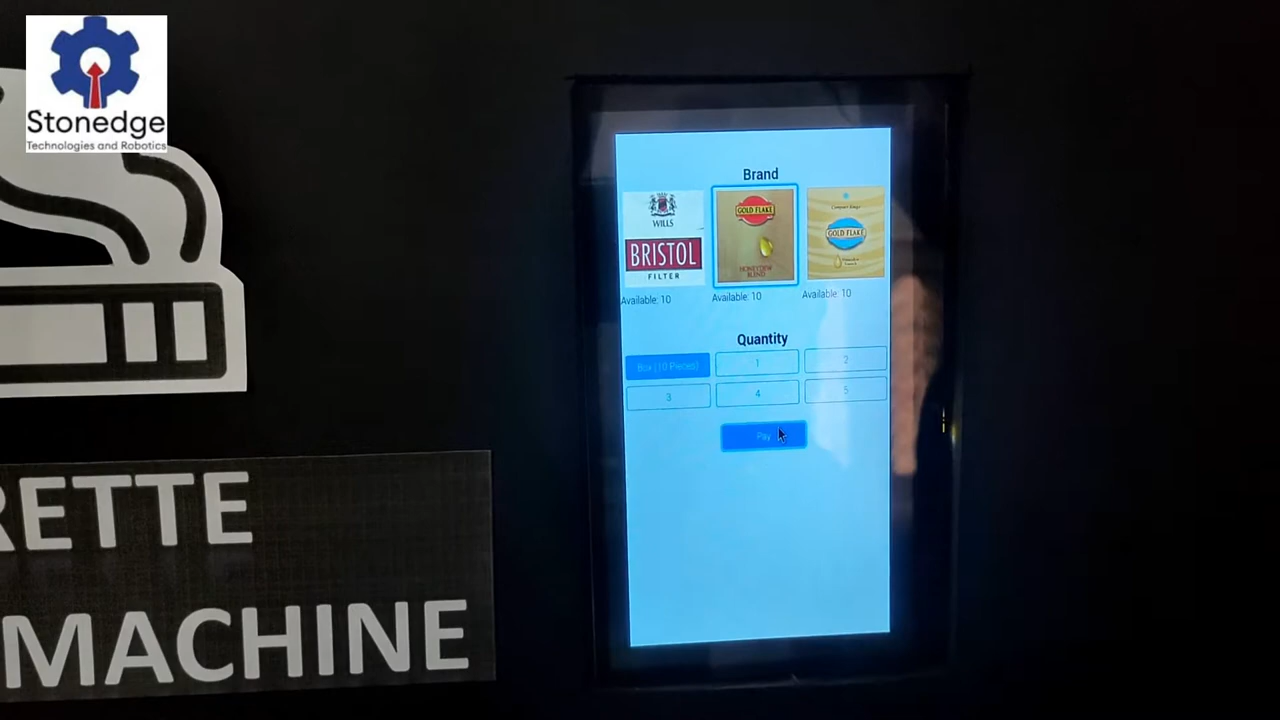 Stonedge
Technologies and Robotics
RETTE
MACHINE
Brand
WILLS
BRISTOL
FILTER
GOLD FLAKE
HONEYDEW
BLEND
GOLD FLAKE
Available: 10
Available: 10
Available: 10
Quantity
Box (10 Pieces)
1
2
3
4
5
Pay